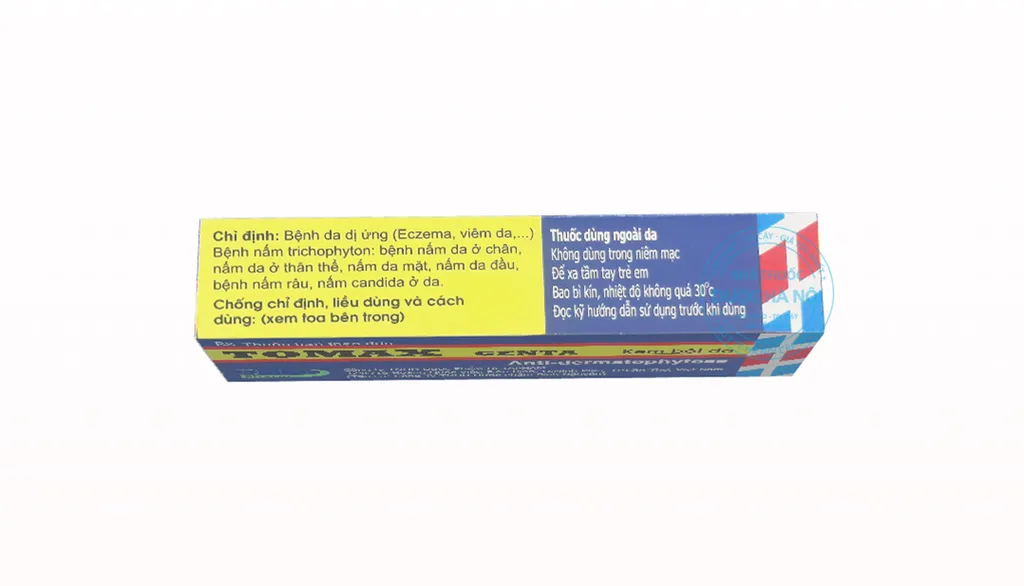 Chỉ định: Bệnh da dị ứng (Eczema, viêm da,...)
Bệnh nấm trichophyton: bệnh nấm da ở chân,
nấm da ở thân thể, nấm da mặt, nấm da đầu,
bệnh nấm râu, nấm candida ở da.
Chống chỉ định, liều dùng và cách
dùng: (xem toa bên trong)
Thuốc dùng ngoài da
Không dùng trong niêm mạc
Để xa tầm tay trẻ em
Bao bì kín, nhiệt độ không quá 30°c
Đọc kỹ hướng dẫn sử dụng trước khi dùng
TOMAX GENTA Kem bôi da
Anti-dermatophytoses